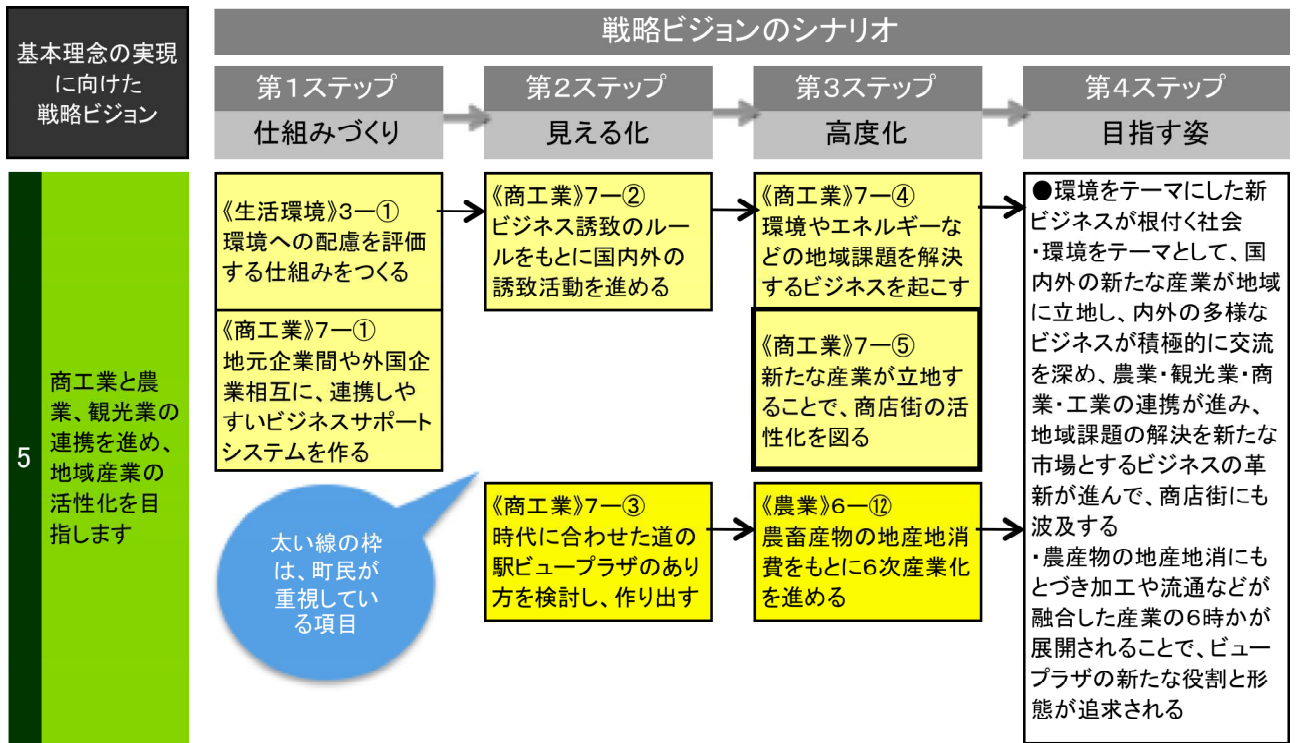 基本理念の実現
に向けた
戦略ビジョン
戦略ビジョンのシナリオ
第1ステップ
仕組みづくり
第2ステップ
見える化
第3ステップ
高度化
第4ステップ
目指す姿
5
商工業と農
業、観光業の
連携を進め、
地域産業の
活性化を目
指します
《生活環境》3―①
環境への配慮を評価
する仕組みをつくる
《商工業》7―①
地元企業間や外国企
業相互に、連携しや
すいビジネスサポート
システムを作る
太い線の枠
は、町民が
重視してい
る項目
《商工業》7―②
ビジネス誘致のルー
ルをもとに国内外の
誘致活動を進める
《商工業》7―③
時代に合わせた道の
駅ビュープラザのあり
方を検討し、作り出す
《商工業》7―④
環境やエネルギーな
どの地域課題を解決
するビジネスを起こす
《商工業》7―⑤
新たな産業が立地す
ることで、商店街の活
性化を図る
《農業》6―⑫
農畜産物の地産地消
費をもとに6次産業化
を進める
●環境をテーマにした新
ビジネスが根付く社会
・環境をテーマとして、国
内外の新たな産業が地域
に立地し、内外の多様な
ビジネスが積極的に交流
を深め、農業・観光業・商
業・工業の連携が進み、
地域課題の解決を新たな
市場とするビジネスの革
新が進んで、商店街にも
波及する
・農産物の地産地消にも
とづき加工や流通などが
融合した産業の6時かが
展開されることで、ビュー
プラザの新たな役割と形
態が追求される